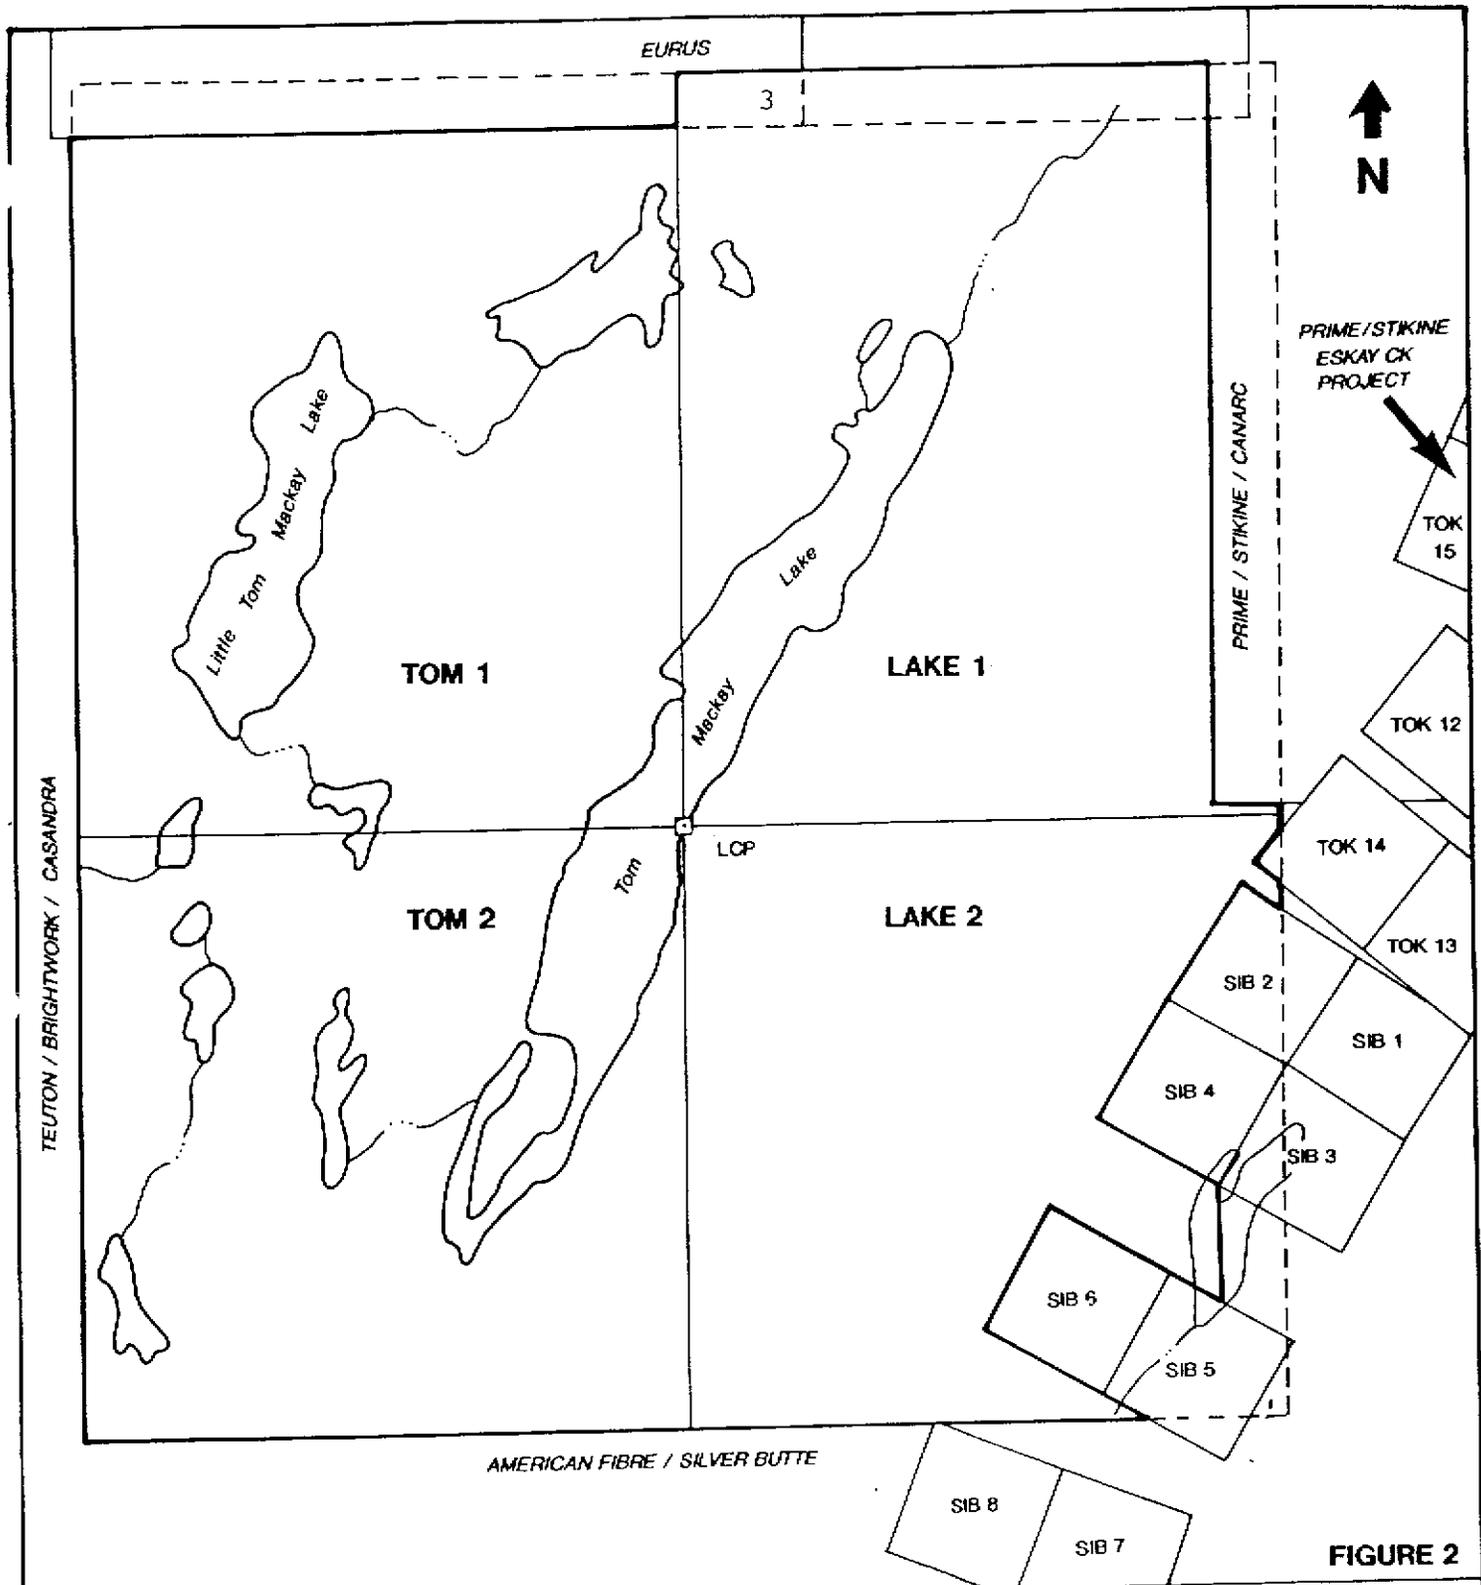 EURUS
3
N
PRIME/STIKINE
ESKAY CK
PROJECT
PRIME / STIKINE / CANARC
TOK
15
Little Tom Mackay Lake
Tom Mackay Lake
TOM 1
LAKE 1
TOK 12
TOK 14
LCP
TOM 2
LAKE 2
TOK 13
TEUTON / BRIGHTWORK / CASANDRA
SIB 2
SIB 1
SIB 4
SIB 3
SIB 6
SIB 5
AMERICAN FIBRE / SILVER BUTTE
SIB 8
SIB 7
FIGURE 2